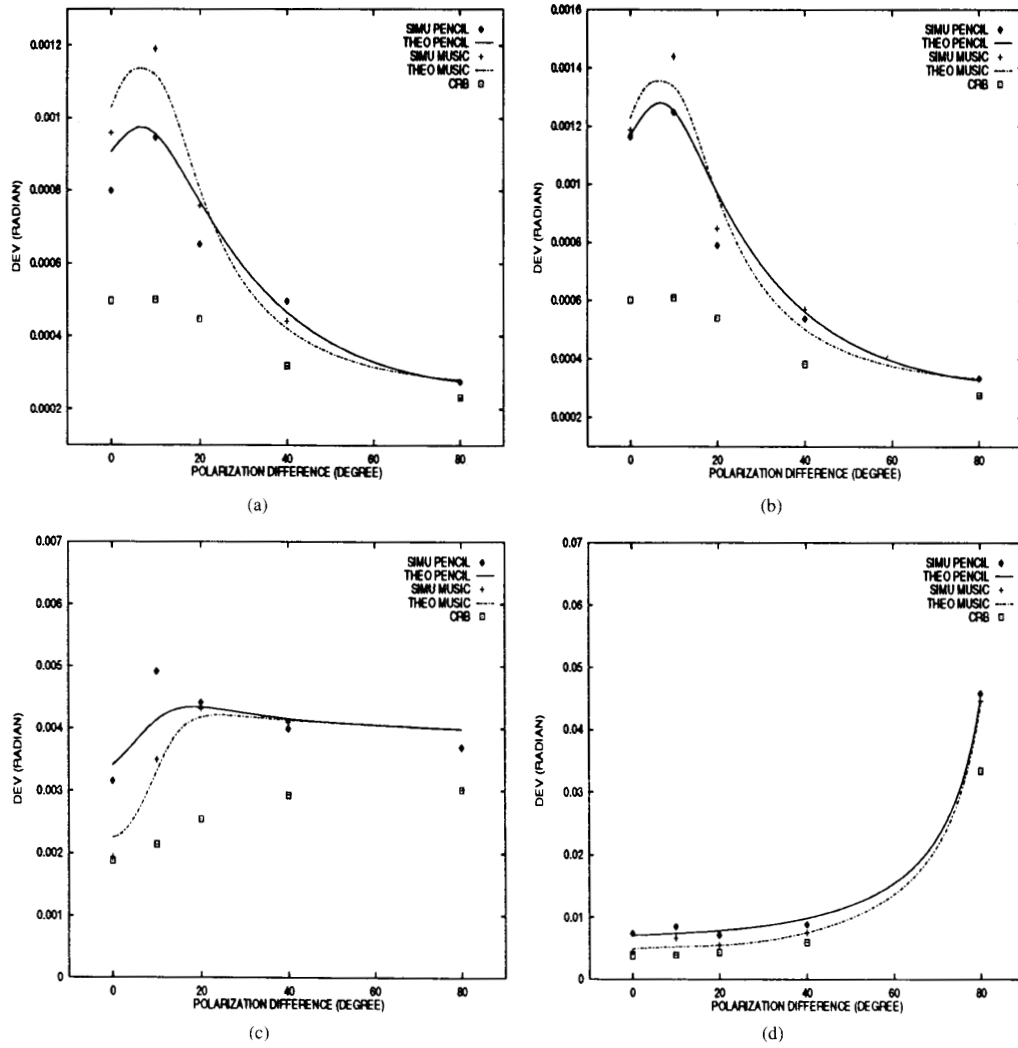 0.0012
0.001
0.0008
0.0006
0.0004
0.0002
DEV (RADIAN)
SIMU PENCIL
THEO PENCIL
SIMU MUSIC
THEO MUSIC
CRB
0 20 40 60 80
POLARIZATION DIFFERENCE (DEGREE)
(a)
0.0016
0.0014
0.0012
0.001
0.0008
0.0006
0.0004
0.0002
DEV (RADIAN)
SIMU PENCIL
THEO PENCIL
SIMU MUSIC
THEO MUSIC
CRB
0 20 40 60 80
POLARIZATION DIFFERENCE (DEGREE)
(b)
0.007
0.006
0.005
0.004
0.003
0.002
0.001
0
DEV (RADIAN)
SIMU PENCIL
THEO PENCIL
SIMU MUSIC
THEO MUSIC
CRB
0 20 40 60 80
POLARIZATION DIFFERENCE (DEGREE)
(c)
0.07
0.06
0.05
0.04
0.03
0.02
0.01
0
DEV (RADIAN)
SIMU PENCIL
THEO PENCIL
SIMU MUSIC
THEO MUSIC
CRB
0 20 40 60 80
POLARIZATION DIFFERENCE (DEGREE)
(d)